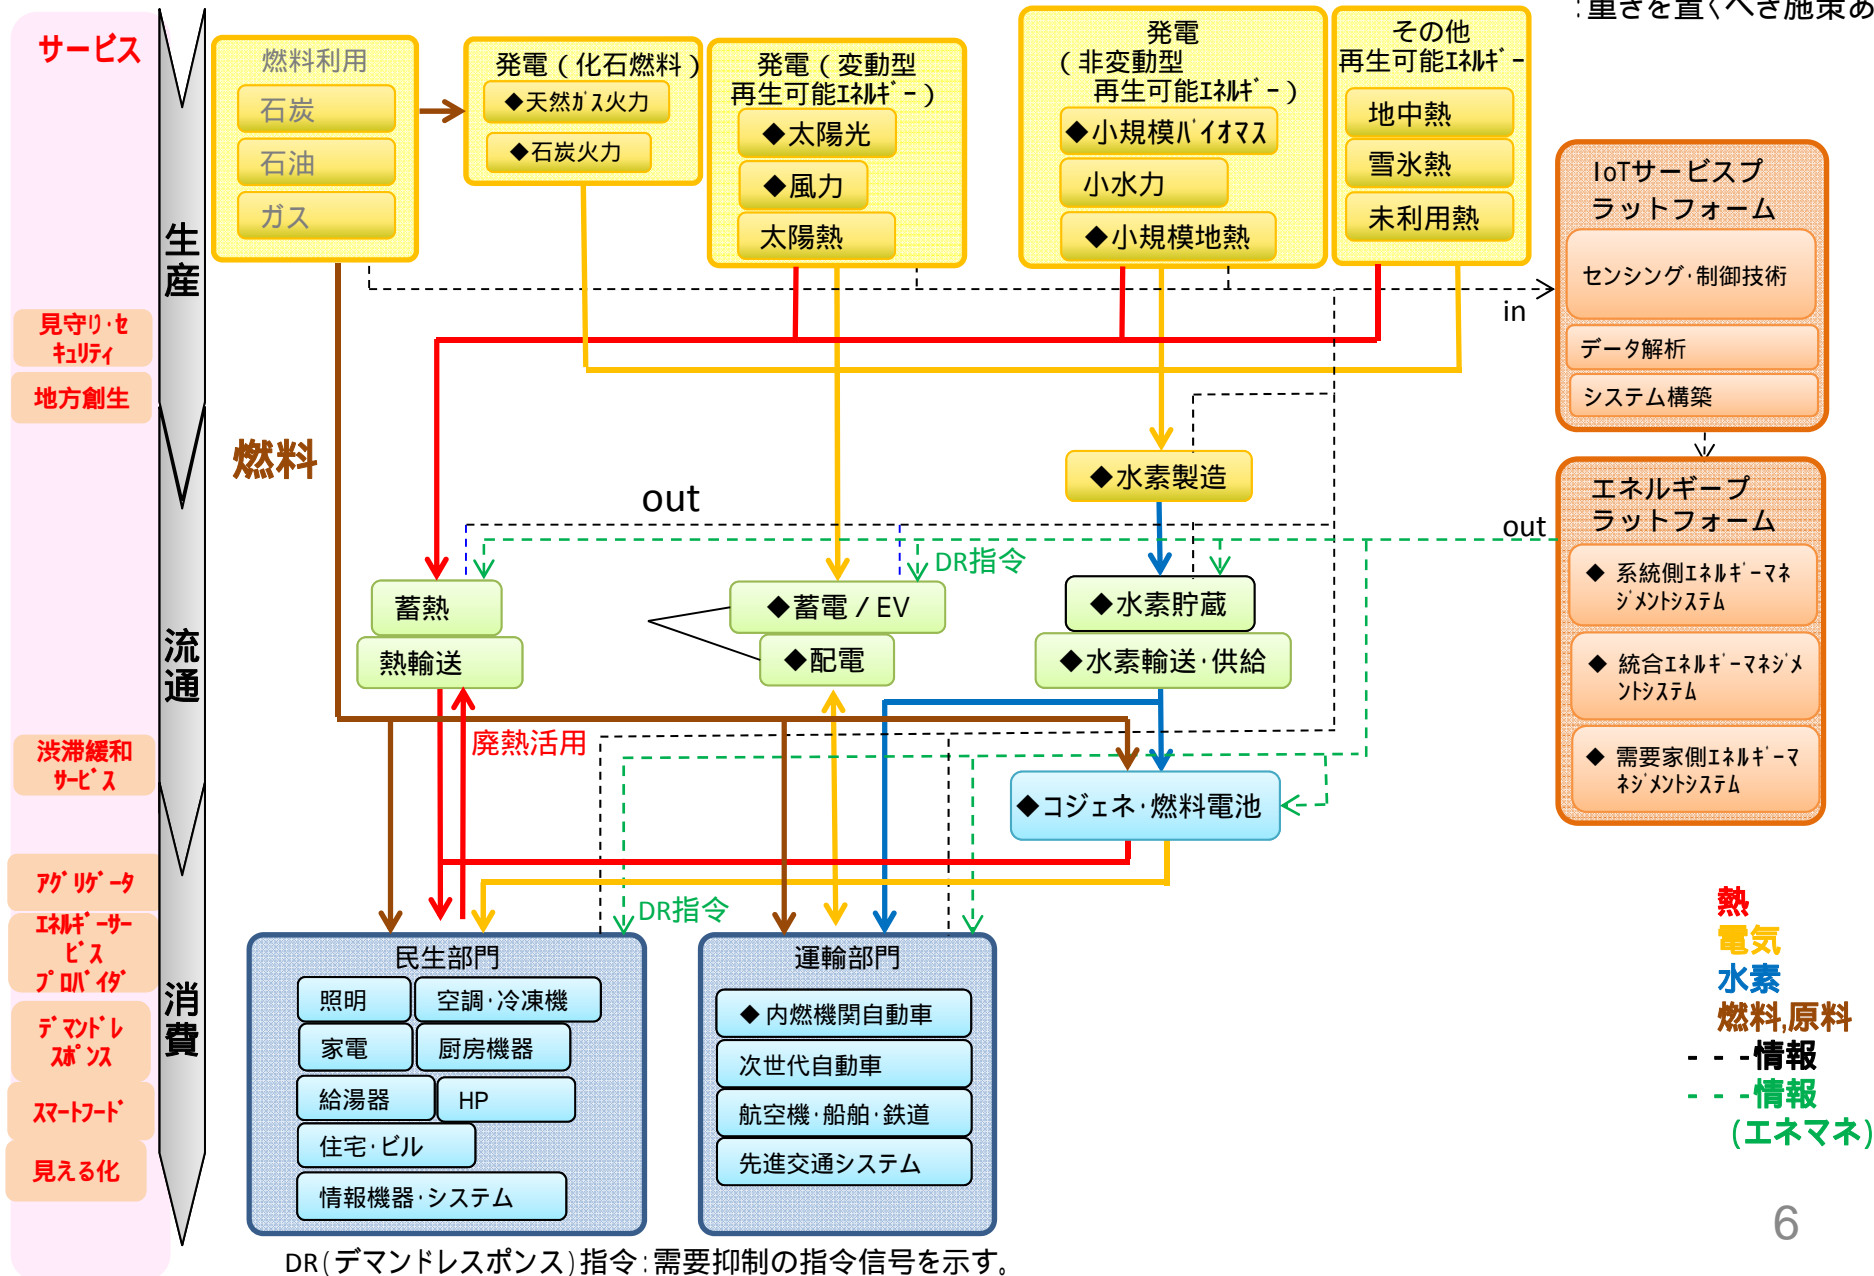 :重きを置くべき施策あ
サービス
見守り･セ
ｷｭﾘﾃｨ
地方創生
渋滞緩和
ｻｰﾋﾞｽ
ｱｸﾞﾘｹﾞｰﾀ
ｴﾈﾙｷﾞｰサー
ﾋﾞｽ
ﾌﾟﾛﾊﾞｲﾀﾞ
ﾃﾞﾏﾝﾄﾞﾚ
ｽﾎﾟﾝｽ
ｽﾏｰﾄﾌｰﾄﾞ
見える化
生
産
流
通
消
費
燃料利用
石炭
石油
ガス
発電（化石燃料）
◆天然ｶﾞｽ火力
◆石炭火力
発電（変動型
再生可能ｴﾈﾙｷﾞｰ）
◆太陽光
◆風力
太陽熱
発電
（非変動型
再生可能ｴﾈﾙｷﾞｰ）
◆小規模ﾊﾞｲｵﾏｽ
小水力
◆小規模地熱
その他
再生可能ｴﾈﾙｷﾞｰ
地中熱
雪氷熱
未利用熱
IoTサービスプ
ラットフォーム
センシング･制御技術
データ解析
システム構築
in
燃料
out
◆水素製造
out
DR指令
エネルギープ
ラットフォーム
◆ 系統側ｴﾈﾙｷﾞｰﾏﾈ
ｼﾞﾒﾝﾄｼｽﾃﾑ
◆ 統合ｴﾈﾙｷﾞｰﾏﾈｼﾞﾒ
ﾝﾄｼｽﾃﾑ
◆ 需要家側ｴﾈﾙｷﾞｰﾏ
ﾈｼﾞﾒﾝﾄｼｽﾃﾑ
蓄熱
熱輸送
◆蓄電／EV
◆配電
◆水素貯蔵
◆水素輸送･供給
廃熱活用
◆コジェネ･燃料電池
DR指令
民生部門
照明
空調･冷凍機
家電
厨房機器
給湯器
HP
住宅･ビル
情報機器･システム
運輸部門
◆内燃機関自動車
次世代自動車
航空機･船舶･鉄道
先進交通システム
熱
電気
水素
燃料,原料
- - -情報
- - -情報
(エネマネ)
6
DR(デマンドレスポンス)指令:需要抑制の指令信号を示す。